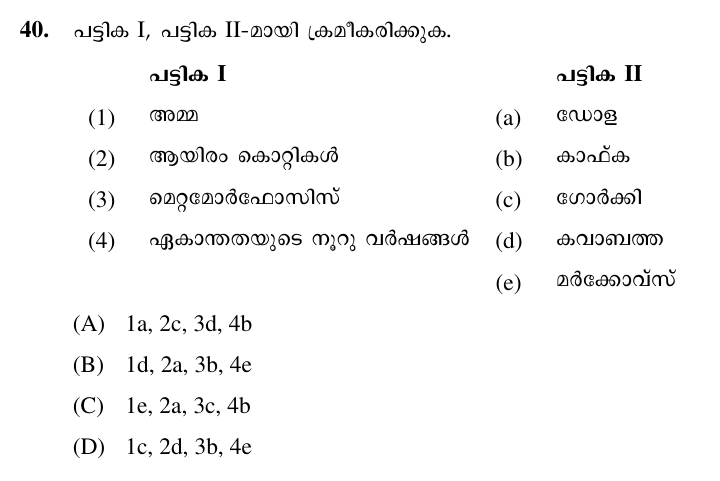 40. പട്ടിക I, പട്ടിക II-മായി ക്രമീകരിക്കുക.
പട്ടിക I പട്ടിക II
(1) അമ്മ (a) ഡോള
(2) ആയിരം കൊറ്റികൾ (b) കാഫ്ക
(3) മെറ്റമോർഫോസിസ് (c) ഗോർക്കി
(4) ഏകാന്തതയുടെ നൂറു വർഷങ്ങൾ (d) കവാബത്ത
(e) മർക്കോവ്സ്
(A) 1a, 2c, 3d, 4b
(B) 1d, 2a, 3b, 4e
(C) 1e, 2a, 3c, 4b
(D) 1c, 2d, 3b, 4e